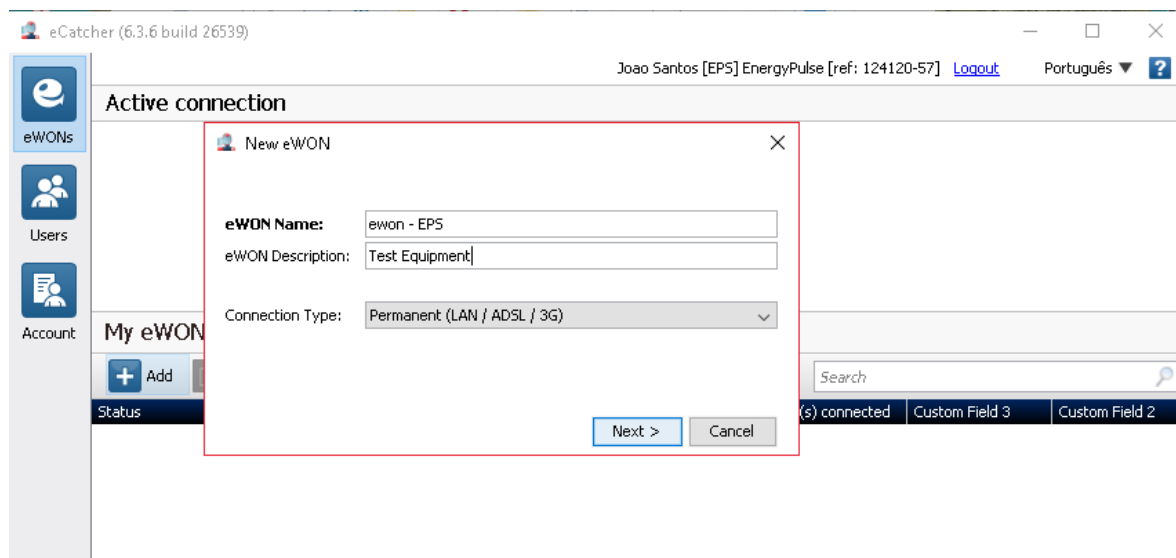 eCatcher (6.3.6 build 26539)
Joao Santos [EPS] EnergyPulse [ref: 124120-57] Logout Português ▼ ?
eWONs
Users
Account
Active connection
New eWON
eWON Name: ewon - EPS
eWON Description: Test Equipment
Connection Type: Permanent (LAN / ADSL / 3G)
Next > Cancel
My eWON
Add Search
Status (s) connected Custom Field 3 Custom Field 2